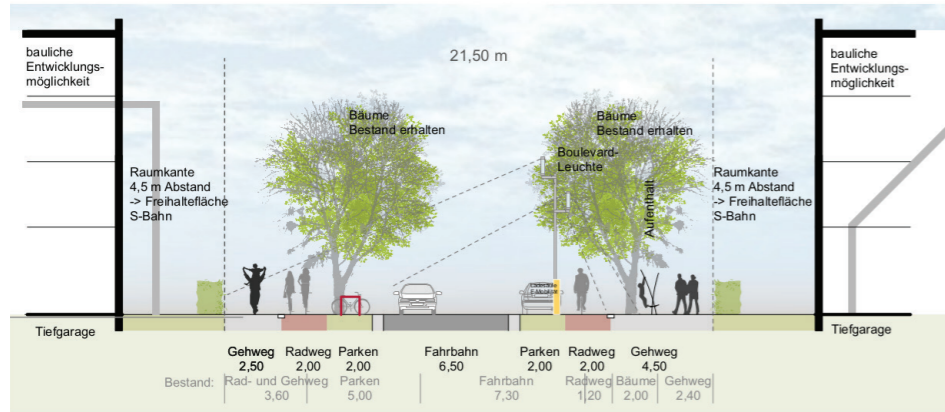 bauliche
Entwicklungs-
möglichkeit
21,50 m
bauliche
Entwicklungs-
möglichkeit
Bäume
Bestand erhalten
Bäume
Bestand erhalten
Boulevard-
Leuchte
Raumkante
4,5 m Abstand
-> Freihaltefläche
S-Bahn
Aufenthalt
Raumkante
4,5 m Abstand
-> Freihaltefläche
S-Bahn
Tiefgarage
Tiefgarage
Gehweg Radweg Parken Fahrbahn Parken Radweg Gehweg
2,50 2,00 2,00 6,50 2,00 2,00 4,50
Bestand: Rad- und Gehweg Parken Fahrbahn Radweg Bäume Gehweg
3,60 5,00 7,30 1,20 2,00 2,40